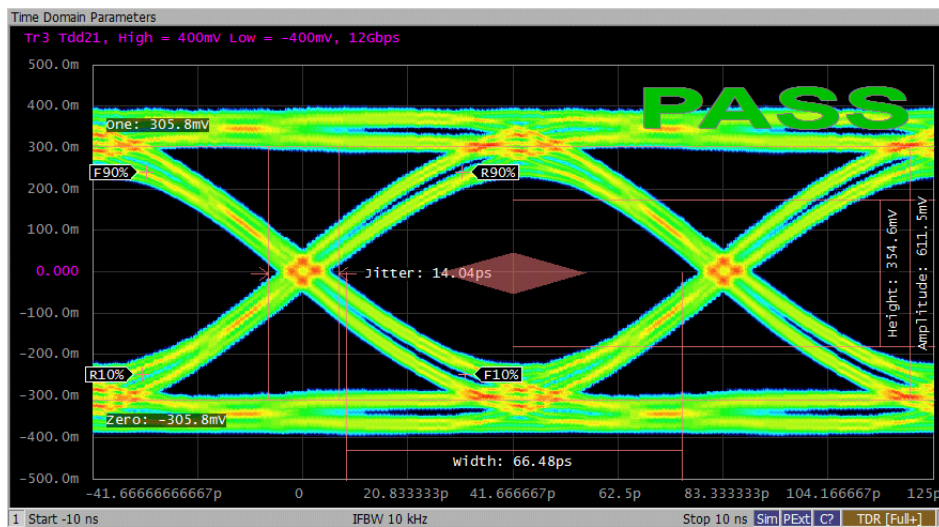 Time Domain Parameters
Tr3 Tdd21, High = 400mV Low = -400mV, 12Gbps
500.0m
PASS
400.0m
One: 305.8mV
300.0m
F90%
R90%
200.0m
100.0m
0.000
Jitter: 14.04ps
Height: 354.6mV
Amplitude: 611.5mV
-100.0m
-200.0m
R10%
F10%
-300.0m
Zero: -305.8mV
-400.0m
Width: 66.48ps
-500.0m
-41.66666666667p 0 20.833333p 41.666667p 62.5p 83.333333p 104.166667p 125p
1 Start -10 ns IFBW 10 kHz Stop 10 ns Sim PExt C? TDR [Full+]